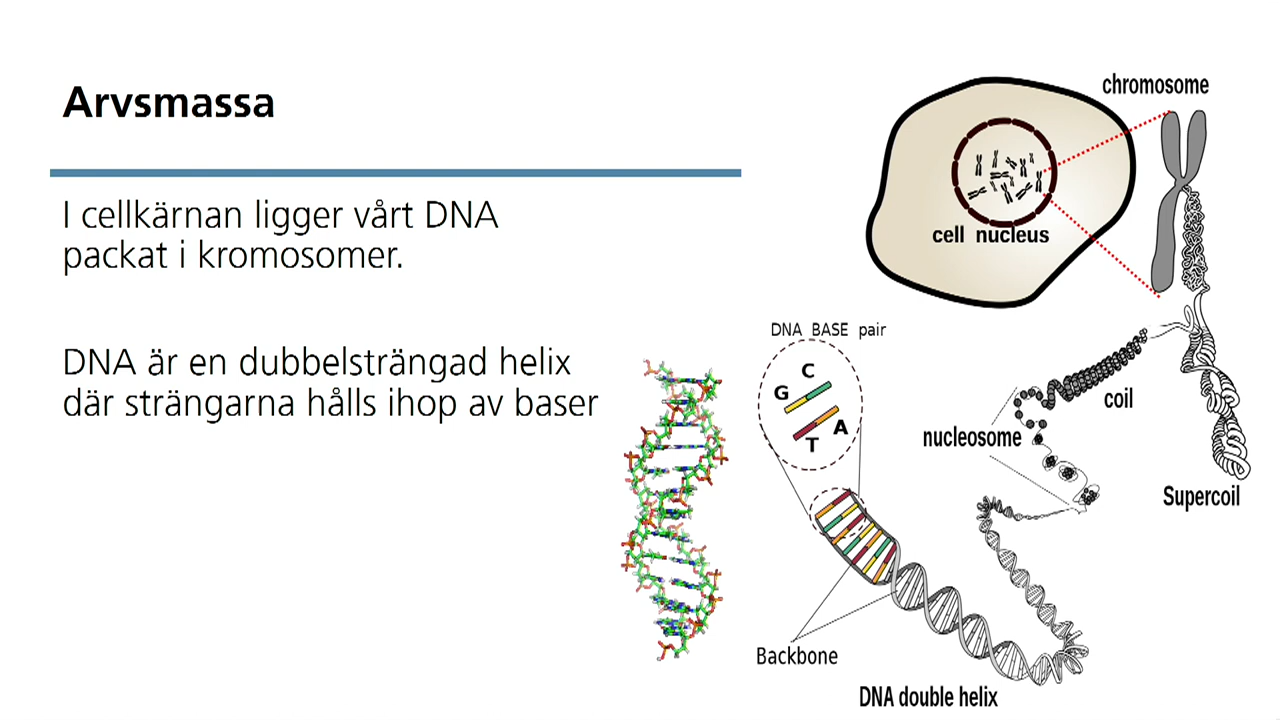 Arvsmassa
I cellkärnan ligger vårt DNA
packat i kromosomer.
DNA är en dubbelsträngad helix
där strängarna hålls ihop av baser
chromosome
cell nucleus
DNA BASE pair
C
G
A
T
coil
nucleosome
Supercoil
Backbone
DNA double helix